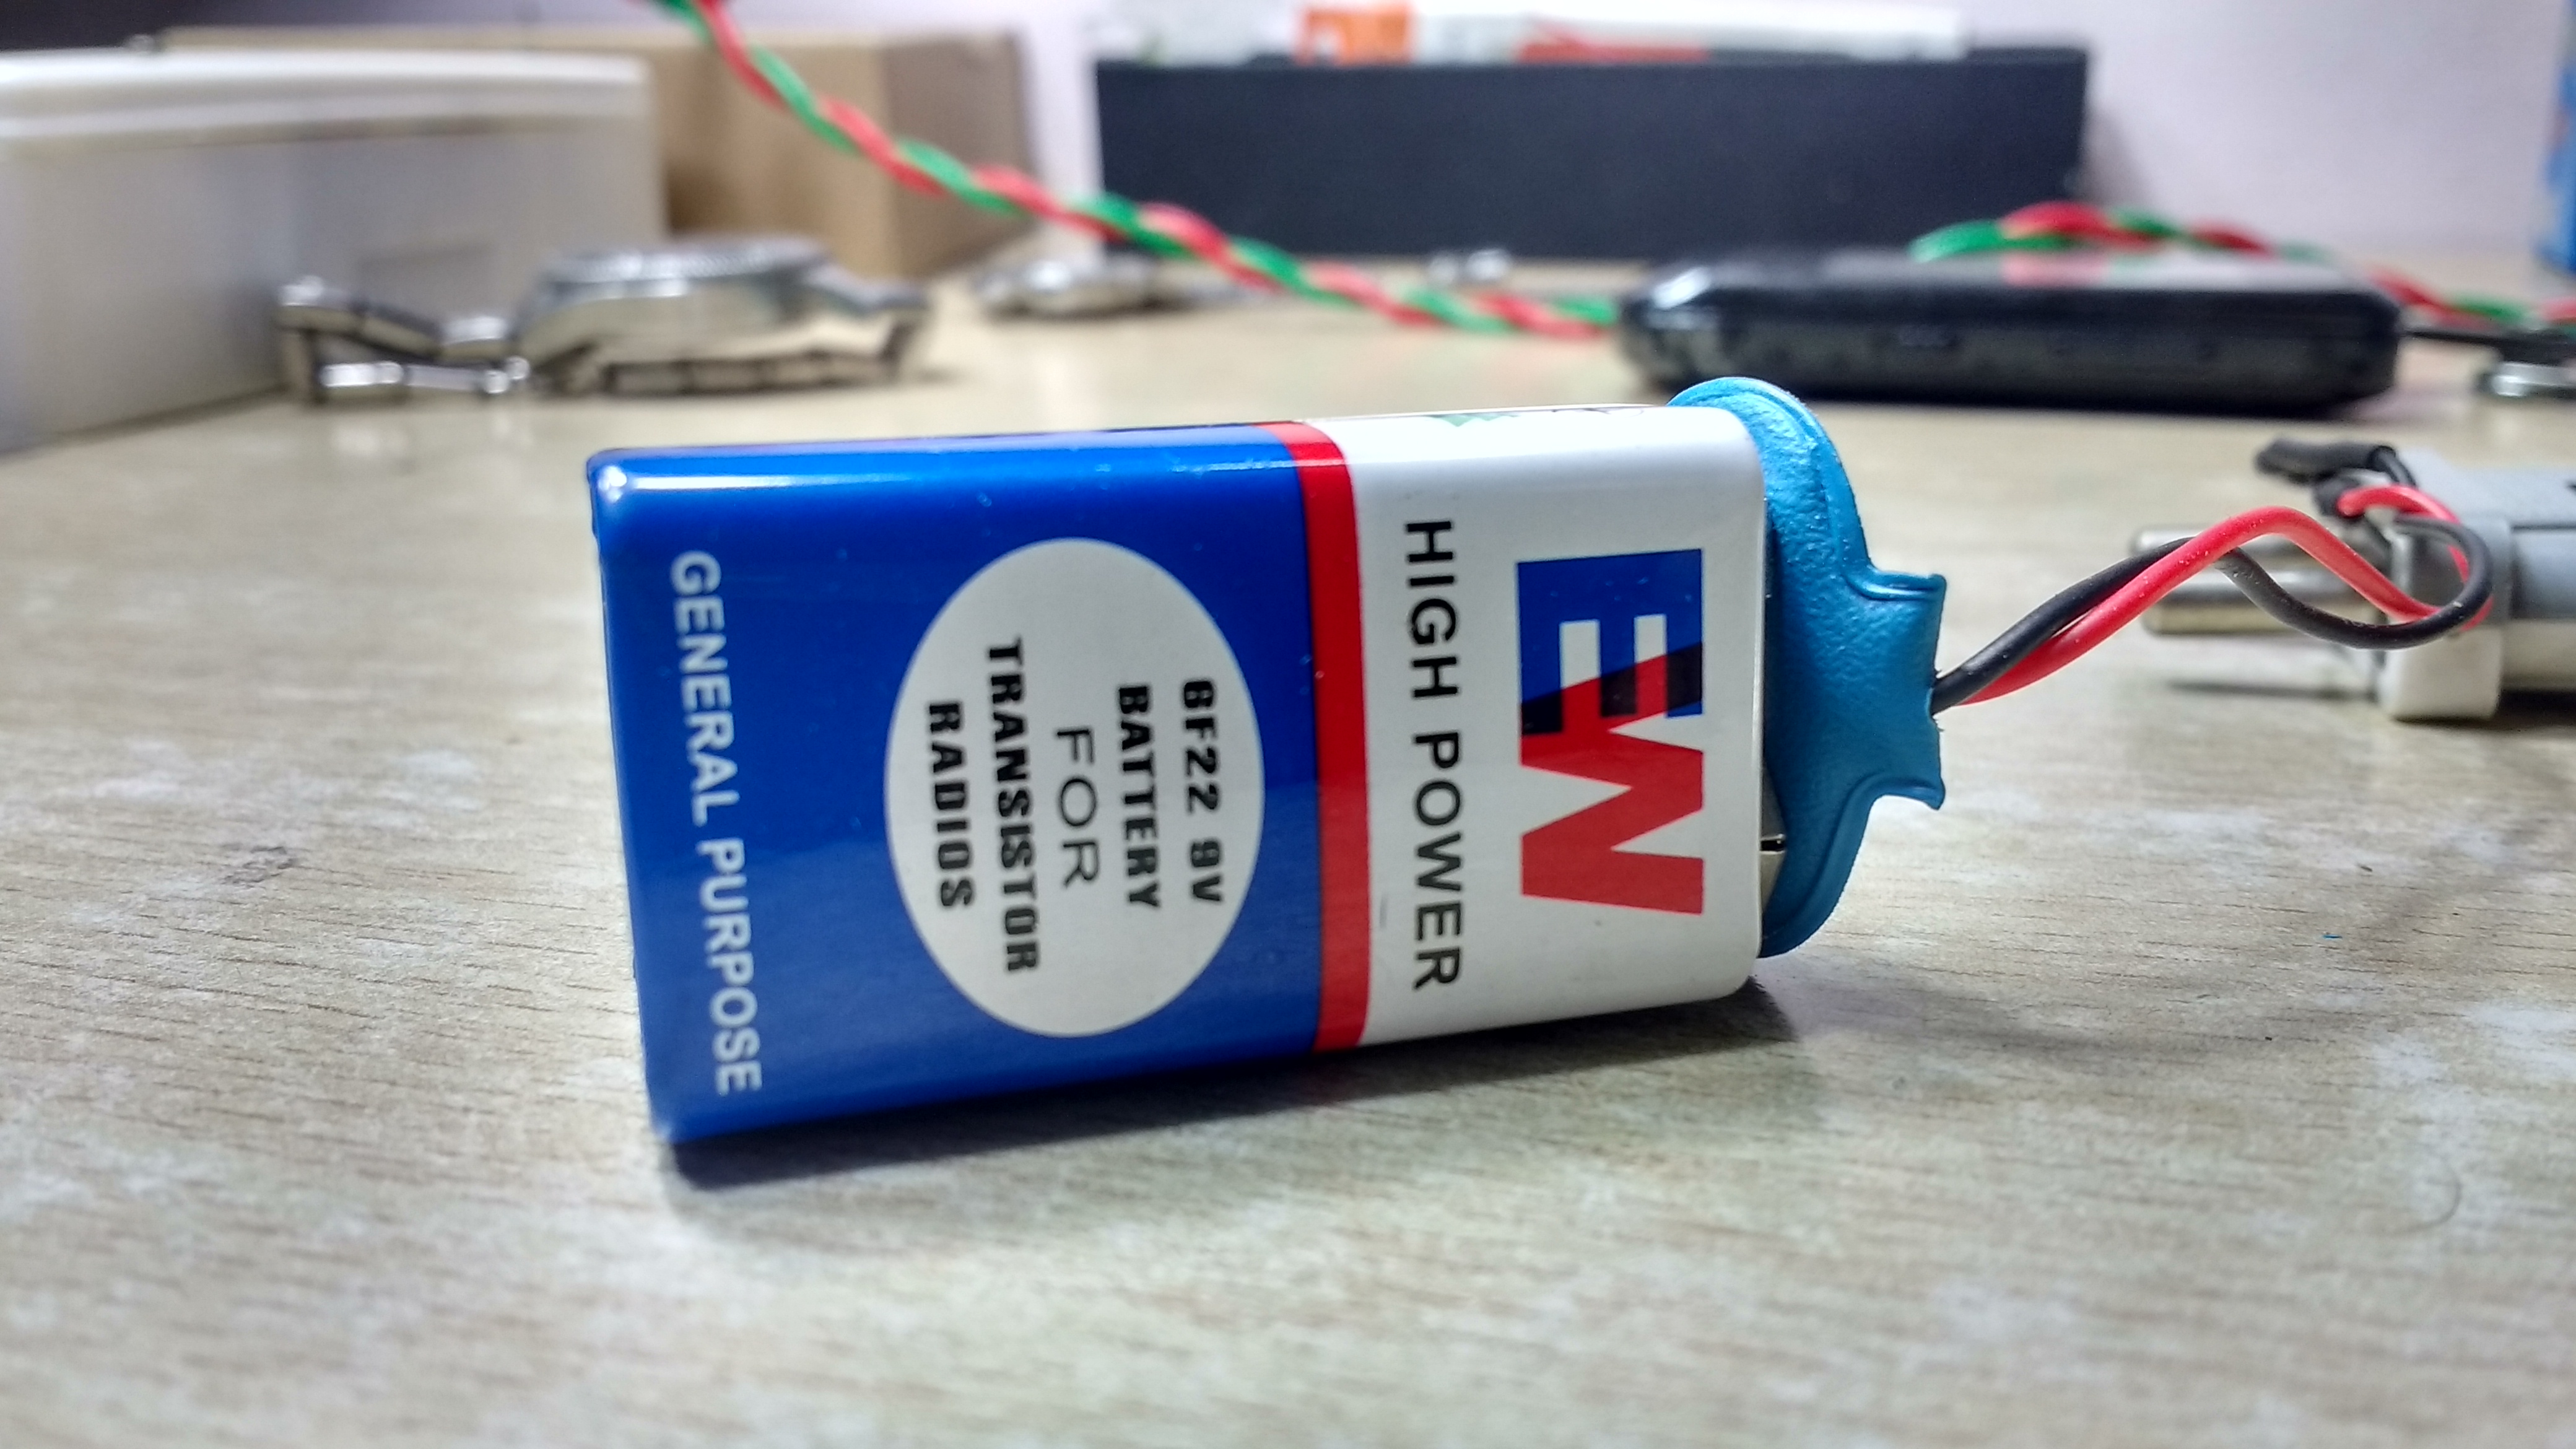 EW
HIGH POWER
6F22 9V
BATTERY
FOR
TRANSISTOR
RADIOS
GENERAL PURPOSE